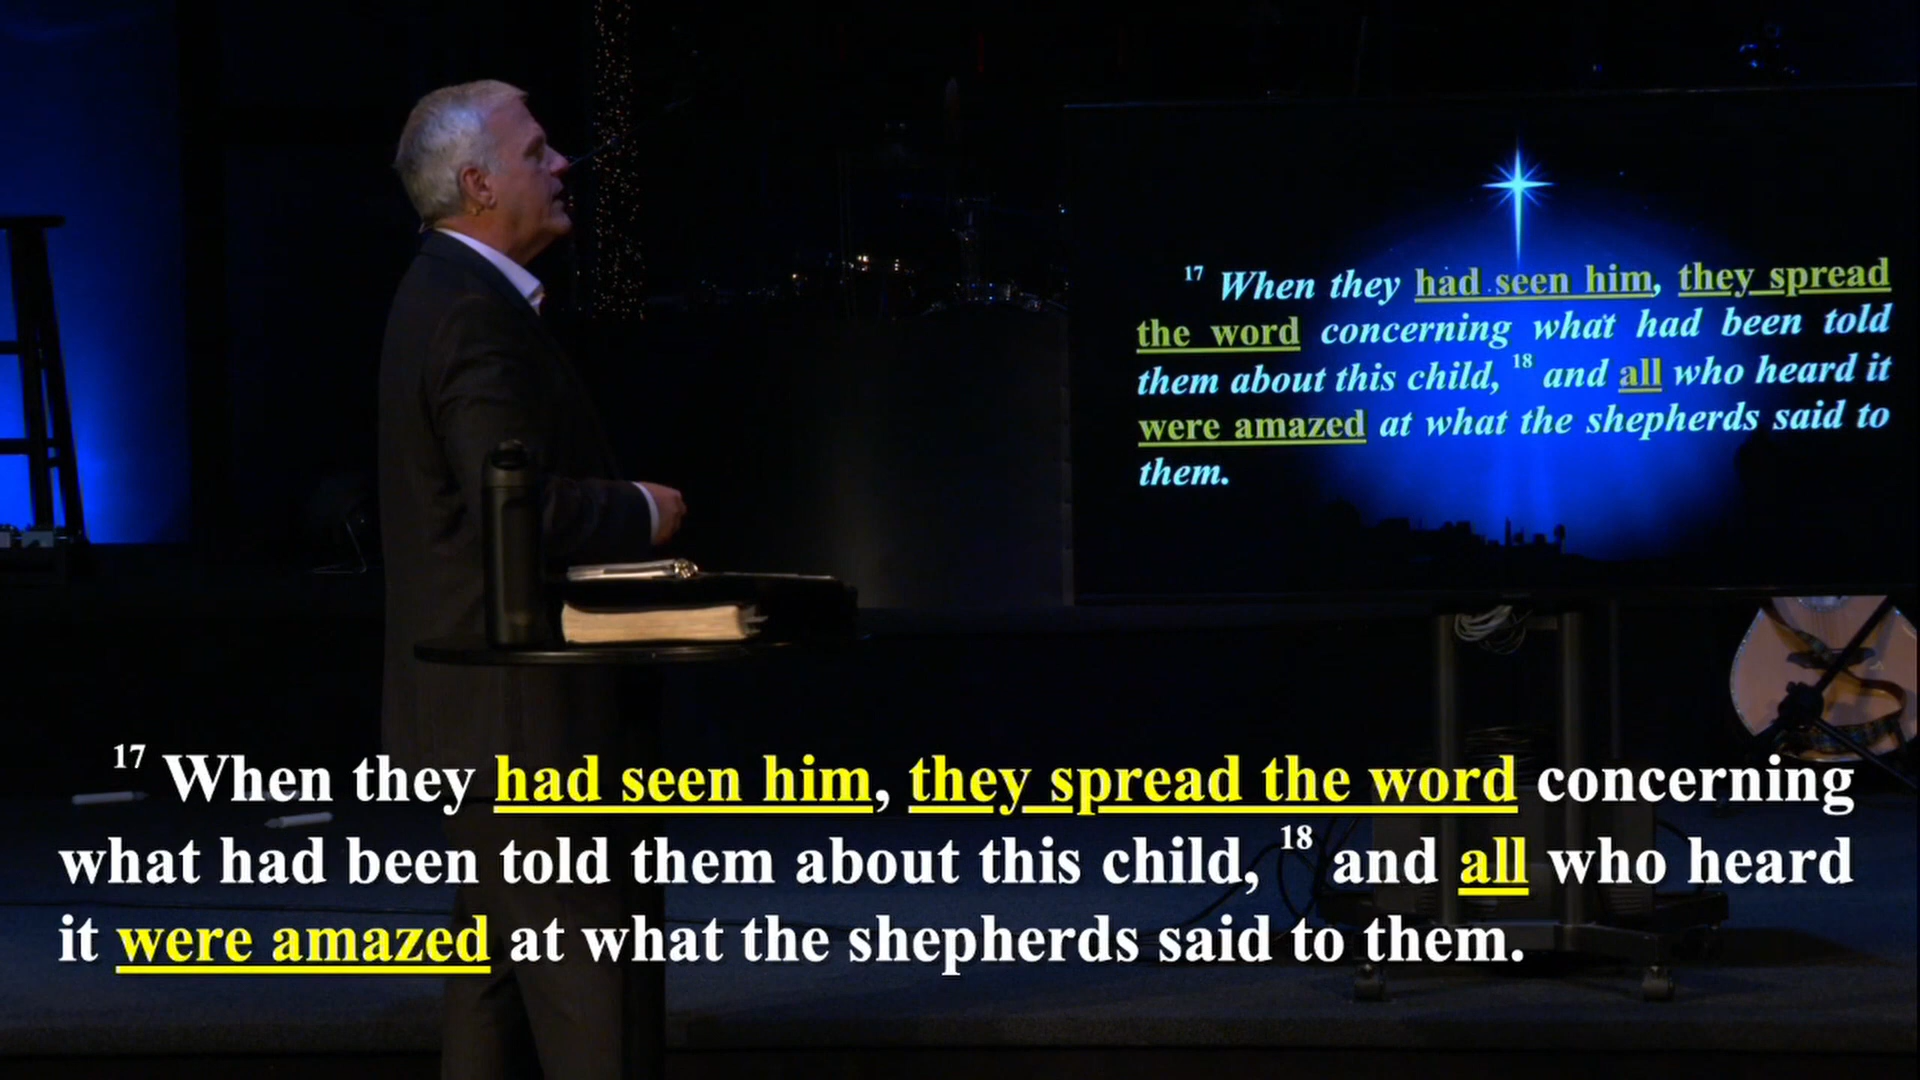 17 When they had seen him, they spread
the word concerning what had been told
them about this child, 18 and all who heard it
were amazed at what the shepherds said to
them.
17 When they had seen him, they spread the word concerning
what had been told them about this child, 18 and all who heard
it were amazed at what the shepherds said to them.